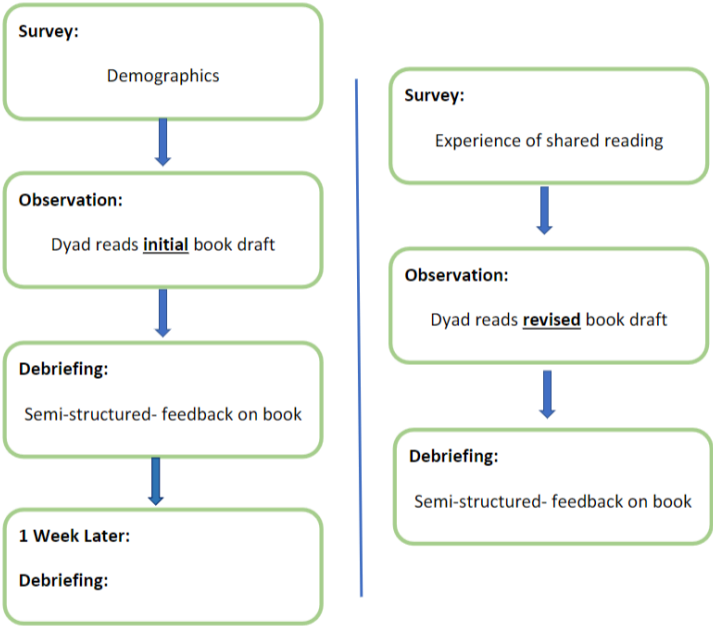 Survey:
Demographics
Observation:
Dyad reads initial book draft
Debriefing:
Semi-structured- feedback on book
1 Week Later:
Debriefing:
Survey:
Experience of shared reading
Observation:
Dyad reads revised book draft
Debriefing:
Semi-structured- feedback on book